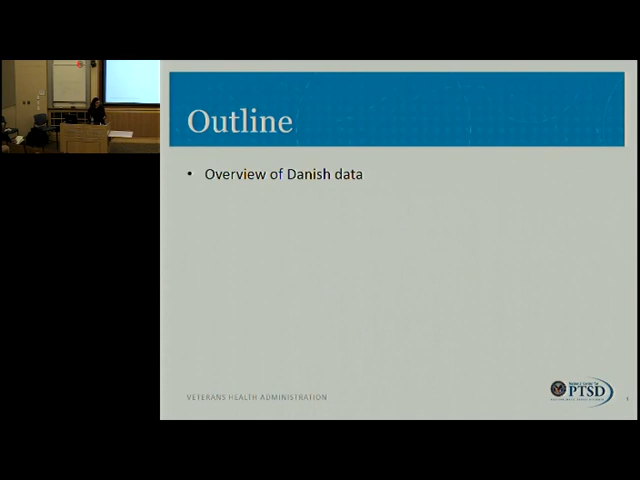 Outline
• Overview of Danish data
VETERANS HEALTH ADMINISTRATION
PTSD